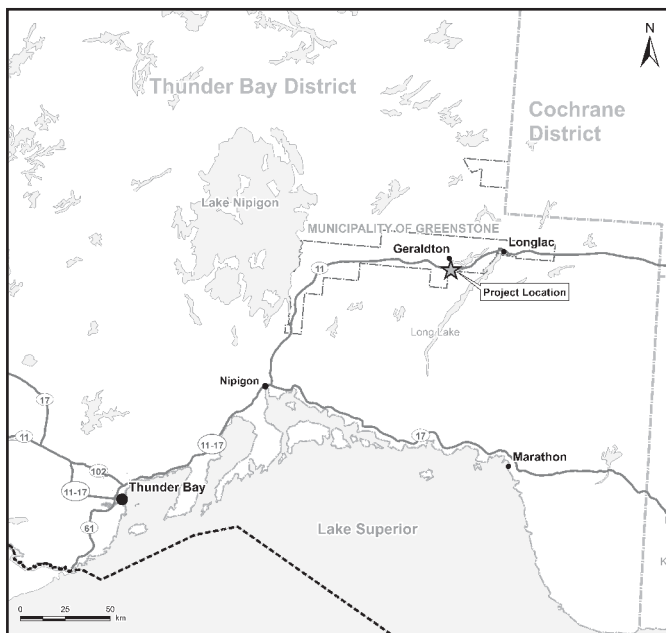 N
Thunder Bay District
Cochrane
District
Lake Nipigon
MUNICIPALITY OF GREENSTONE
Geraldton
Longlac
11
Project Location
Long Lake
Nipigon
17
11
17
11-17
102
Marathon
11-17
Thunder Bay
61
Lake Superior
K
0 25 50
km